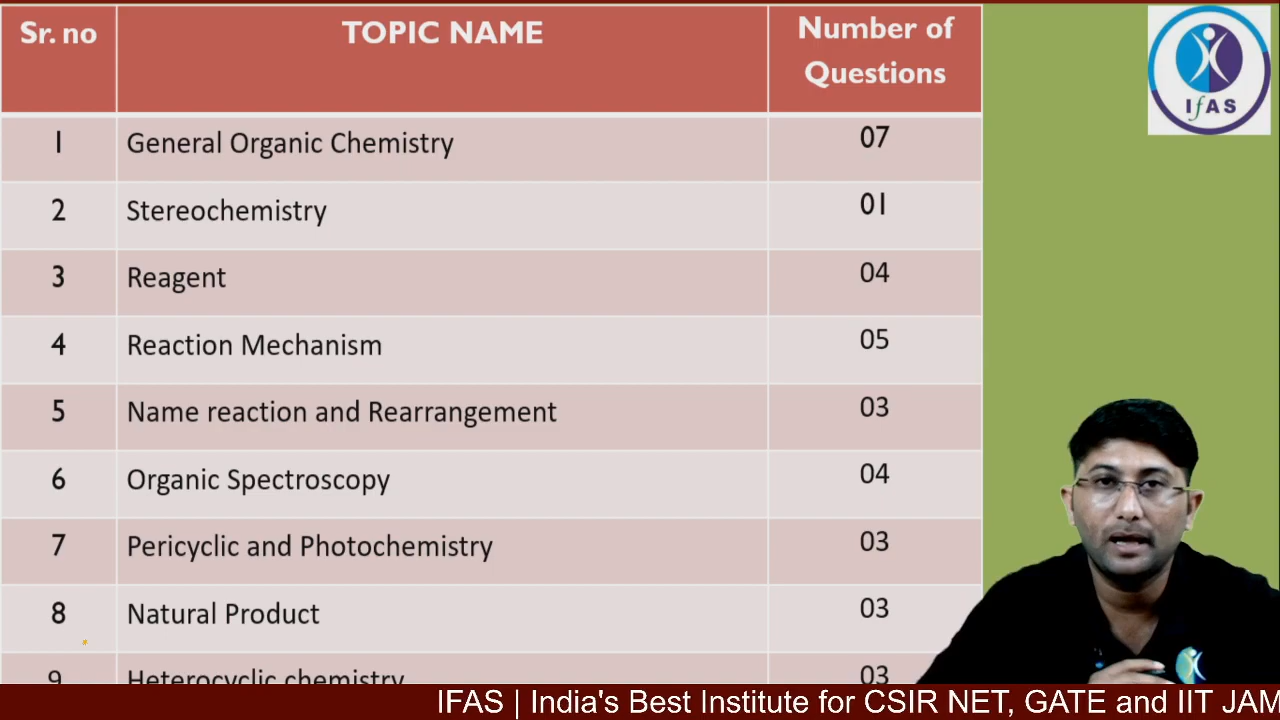 Sr. no TOPIC NAME Number of
Questions
1 General Organic Chemistry 07
2 Stereochemistry 01
3 Reagent 04
4 Reaction Mechanism 05
5 Name reaction and Rearrangement 03
6 Organic Spectroscopy 04
7 Pericyclic and Photochemistry 03
8 Natural Product 03
9 Heterocyclic chemistry 03
IfAS
IFAS | India's Best Institute for CSIR NET, GATE and IIT JAM